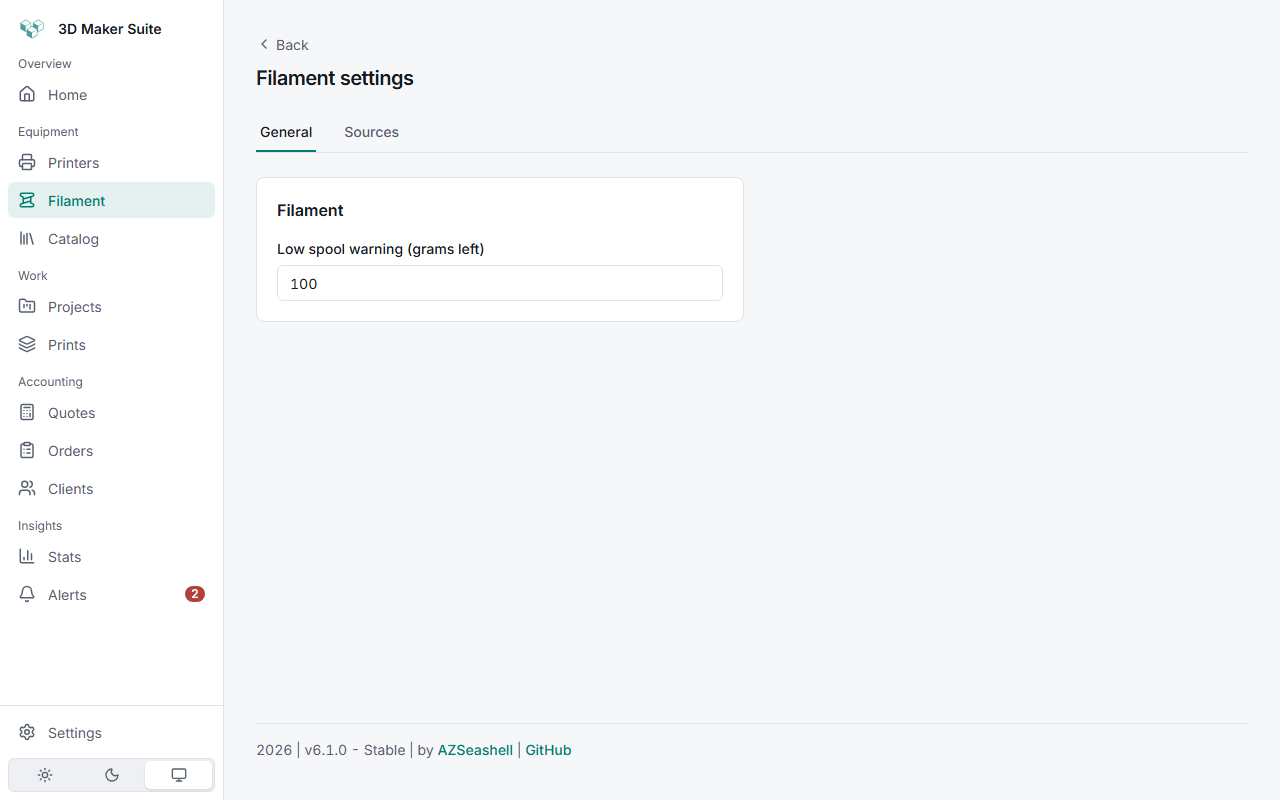 3D Maker Suite
Overview
Home
Equipment
Printers
Filament
Catalog
Work
Projects
Prints
Accounting
Quotes
Orders
Clients
Insights
Stats
Alerts 2
Settings
Back
Filament settings
General Sources
Filament
Low spool warning (grams left)
100
2026 | v6.1.0 - Stable | by AZSeashell | GitHub